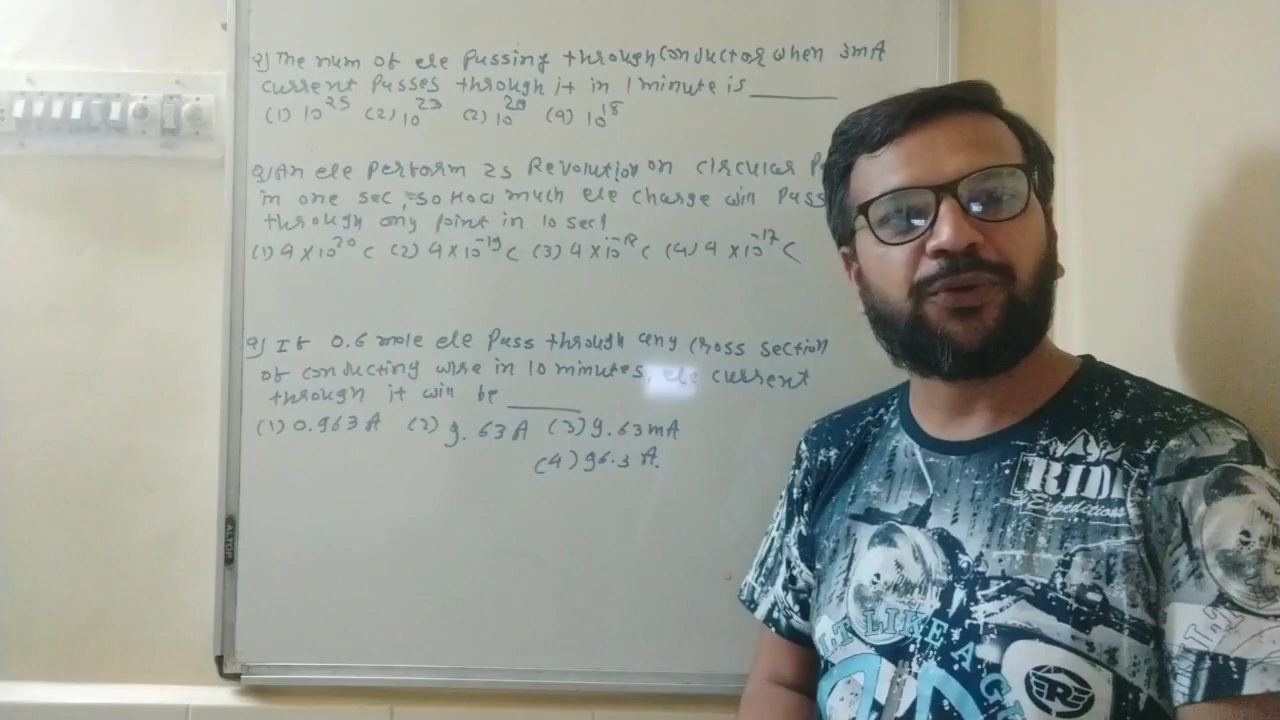 Q) The num of ele Passing through Conductor when 3mA
current Passes through it in 1 minute is ______
(1) 10^25 (2) 10^23 (2) 10^20 (4) 10^18
Q) An ele Perform 25 Revolution on circular P
in one sec, so How much ele charge will Pass
through any Point in 10 sec!
(1) 4 x 10^20 C (2) 4 x 10^-19 C (3) 4 x 10^-18 C (4) 4 x 10^-17 C
Q) If 0.6 mole ele Pass through any Cross section
of conducting wire in 10 minutes, ele current
through it will be ______
(1) 0.963 A (2) 9.63 A (3) 9.63 mA
(4) 96.3 A.
ALTOP
RIDE
and Expeditions
LIKE A
R